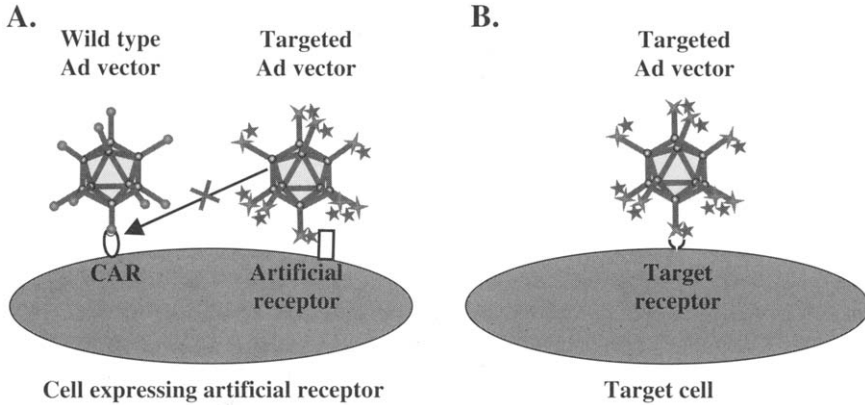 A.
Wild type
Ad vector
Targeted
Ad vector
CAR
Artificial
receptor
Cell expressing artificial receptor
B.
Targeted
Ad vector
Target
receptor
Target cell